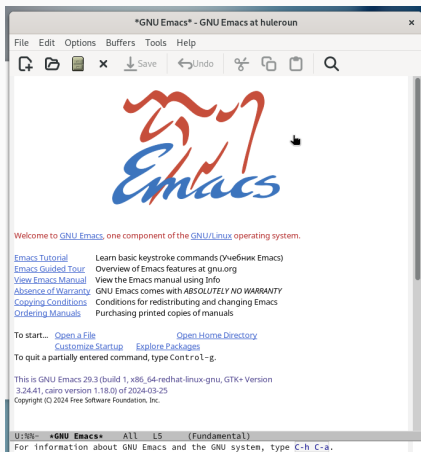 *GNU Emacs* - GNU Emacs at huleron
File Edit Options Buffers Tools Help
Save Undo
Emacs
Welcome to GNU Emacs, one component of the GNU/Linux operating system.
Emacs Tutorial Learn basic keystroke commands (Учебник Emacs)
Emacs Guided Tour Overview of Emacs features at gnu.org
View Emacs Manual View the Emacs manual using Info
Absence of Warranty GNU Emacs comes with ABSOLUTELY NO WARRANTY
Copying Conditions Conditions for redistributing and changing Emacs
Ordering Manuals Purchasing printed copies of manuals
To start... Open a File Open Home Directory
Customize Startup Explore Packages
To quit a partially entered command, type Control-g.
This is GNU Emacs 29.3 (build 1, x86_64-redhat-linux-gnu, GTK+ Version
3.24.41, cairo version 1.18.0) of 2024-03-25
Copyright (C) 2024 Free Software Foundation, Inc.
U:%%- *GNU Emacs* All L5 (Fundamental)
For information about GNU Emacs and the GNU system, type C-h C-a.